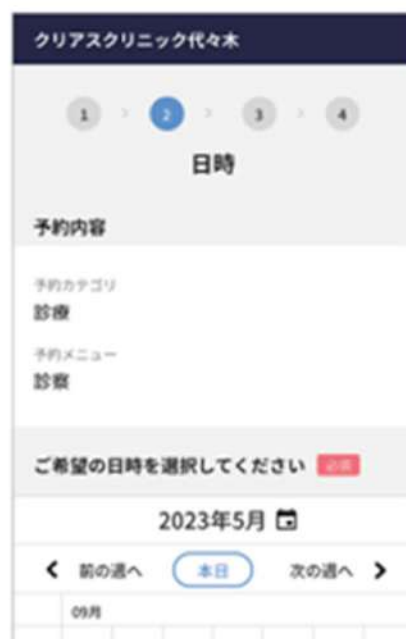 クリアスクリニック代々木
1 > 2 > 3 > 4
日時
予約内容
予約カテゴリ
診療
予約メニュー
診察
ご希望の日時を選択してください 必須
2023年5月
前の週へ 本日 次の週へ
09月